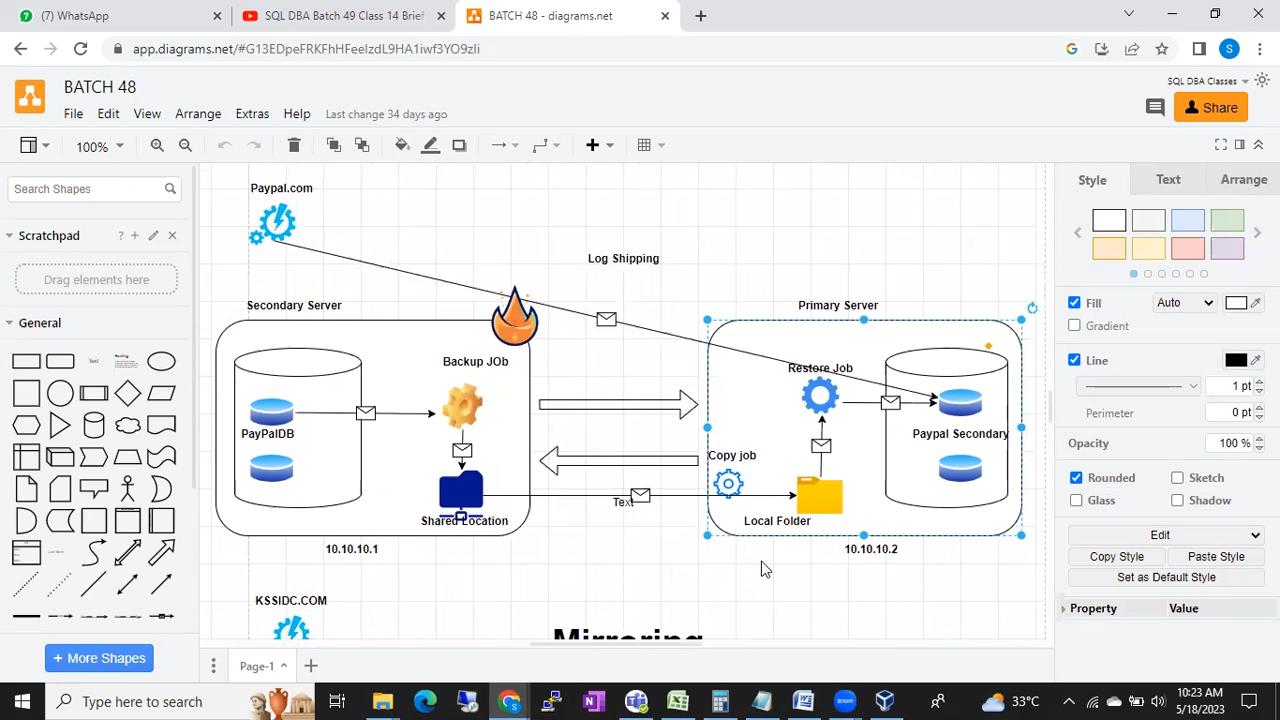 (7) WhatsApp
SQL DBA Batch 49 Class 14 Brief
BATCH 48 - diagrams.net
app.diagrams.net/#G13EDpeFRKFhHFeelzdL9HA1iwf3YO9zli
S
BATCH 48
SQL DBA Classes
File Edit View Arrange Extras Help Last change 34 days ago
Share
100%
Search Shapes
Scratchpad
Drag elements here
General
Text
Heading
+ More Shapes
Paypal.com
Log Shipping
Secondary Server
Primary Server
Backup JOb
Restore Job
PayPalDB
Paypal Secondary
Copy job
Text
Shared Location
Local Folder
10.10.10.1
10.10.10.2
KSSIDC.COM
Mirroring
Style Text Arrange
Fill Auto
Gradient
Line
1 pt
Perimeter 0 pt
Opacity 100 %
Rounded Sketch
Glass Shadow
Edit
Copy Style Paste Style
Set as Default Style
Property Value
Page-1
Type here to search
33°C
10:23 AM
5/18/2023